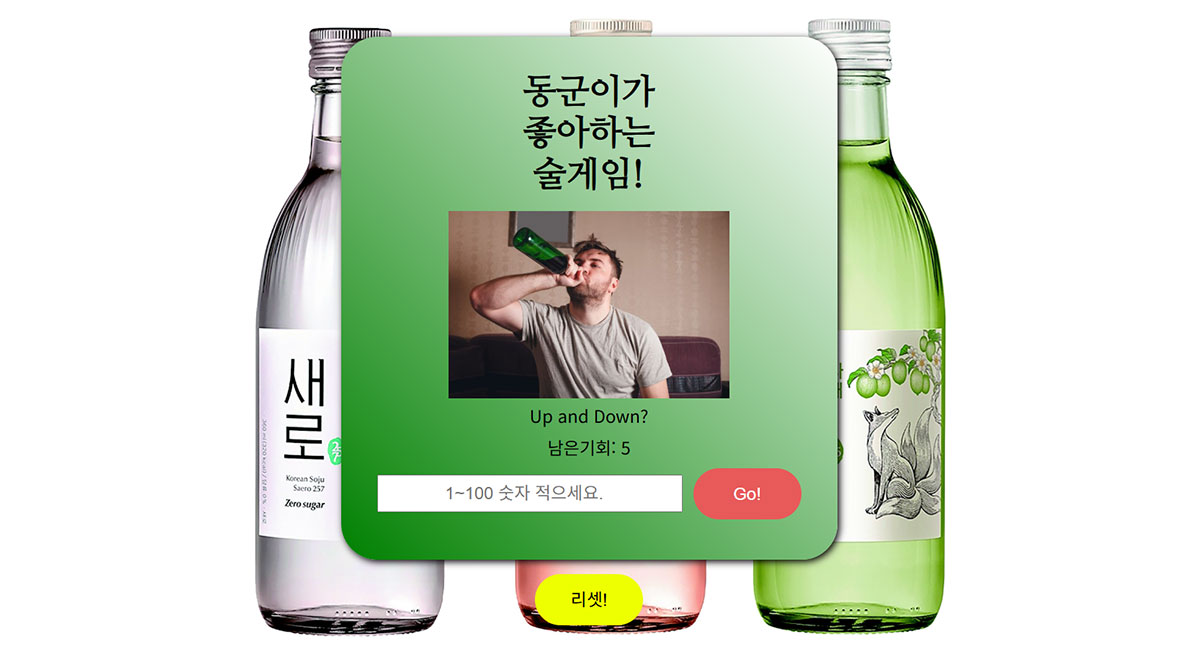 동군이가
좋아하는
술게임!
Up and Down?
남은기회: 5
1~100 숫자 적으세요.
Go!
리셋!
새로
Korean Soju
Saero 257
Zero sugar